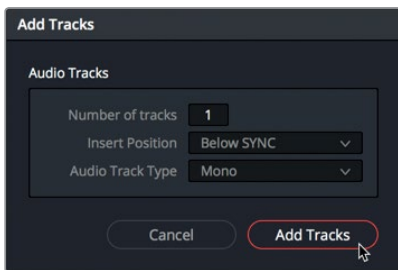 Add Tracks
Audio Tracks
Number of tracks 1
Insert Position Below SYNC
Audio Track Type Mono
Cancel Add Tracks